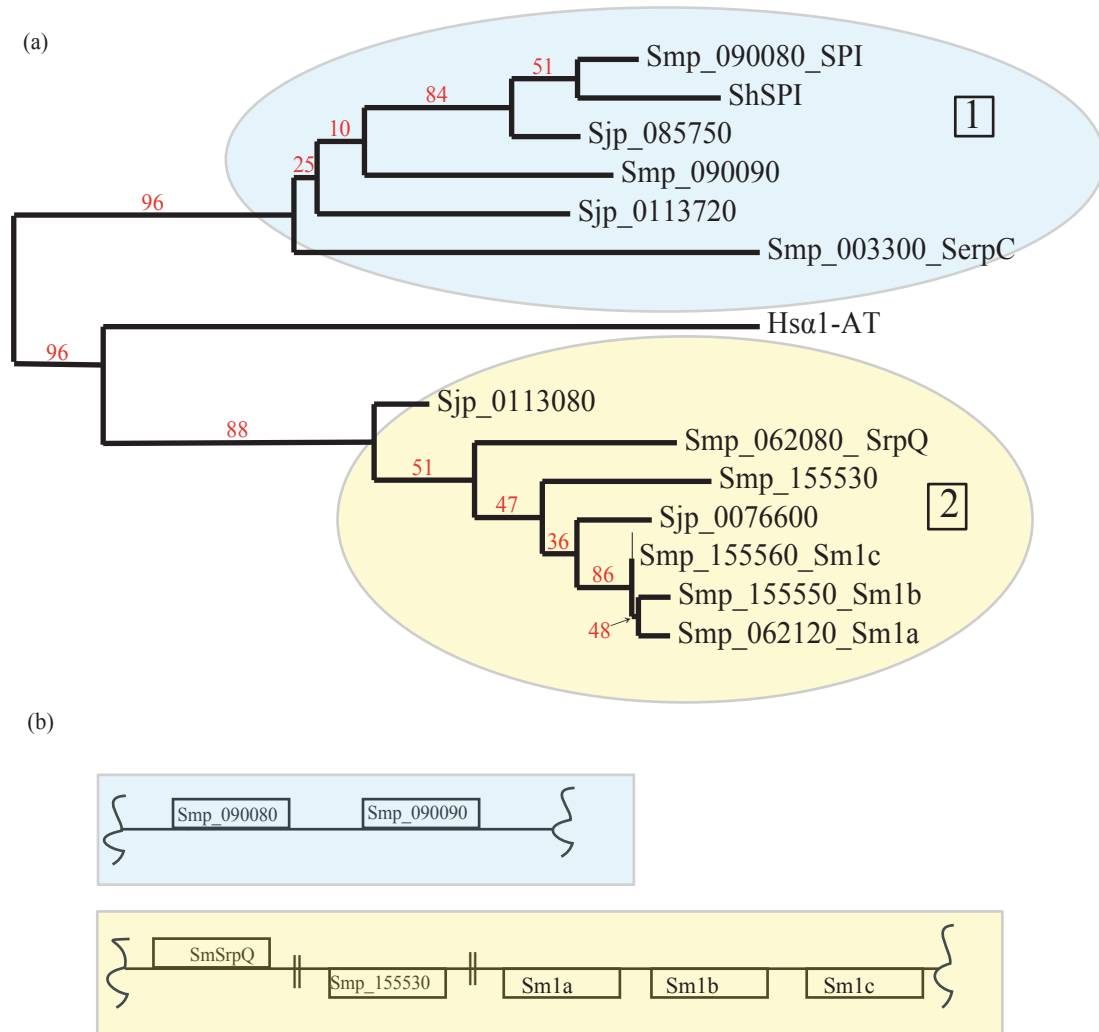 (a)
51
Smp_090080_SPI
ShSPI
84
1
Sjp_085750
10
Smp_090090
25
Sjp_0113720
96
Smp_003300_SerpC
Hsα1-AT
96
Sjp_0113080
88
Smp_062080_ SrpQ
51
Smp_155530
2
47
Sjp_0076600
36
Smp_155560_Sm1c
86
Smp_155550_Sm1b
48
Smp_062120_Sm1a
(b)
Smp_090080 Smp_090090
SmSrpQ
Smp_155530 Sm1a Sm1b Sm1c